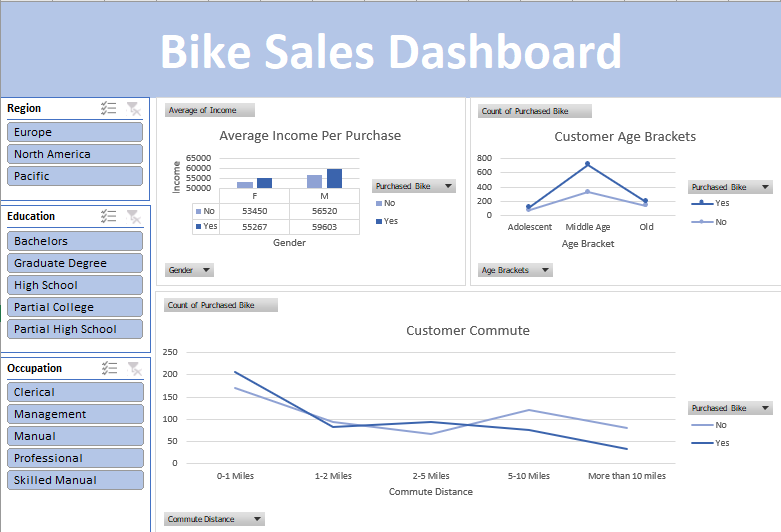 Bike Sales Dashboard
Region
Europe
North America
Pacific
Education
Bachelors
Graduate Degree
High School
Partial College
Partial High School
Occupation
Clerical
Management
Manual
Professional
Skilled Manual
Average of Income
Average Income Per Purchase
Income
65000
60000
55000
50000
F M
No 53450 56520
Yes 55267 59603
Gender
Purchased Bike
No
Yes
Gender
Count of Purchased Bike
Customer Age Brackets
800
600
400
200
0
Adolescent Middle Age Old
Age Bracket
Purchased Bike
Yes
No
Age Brackets
Count of Purchased Bike
Customer Commute
250
200
150
100
50
0
0-1 Miles 1-2 Miles 2-5 Miles 5-10 Miles More than 10 miles
Commute Distance
Purchased Bike
No
Yes
Commute Distance